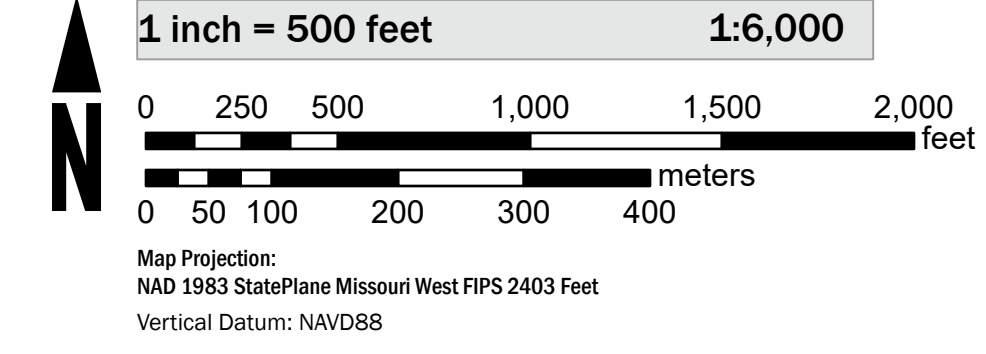 1 inch = 500 feet 1:6,000
0 250 500 1,000 1,500 2,000
feet
meters
0 50 100 200 300 400
N
Map Projection:
NAD 1983 StatePlane Missouri West FIPS 2403 Feet
Vertical Datum: NAVD88